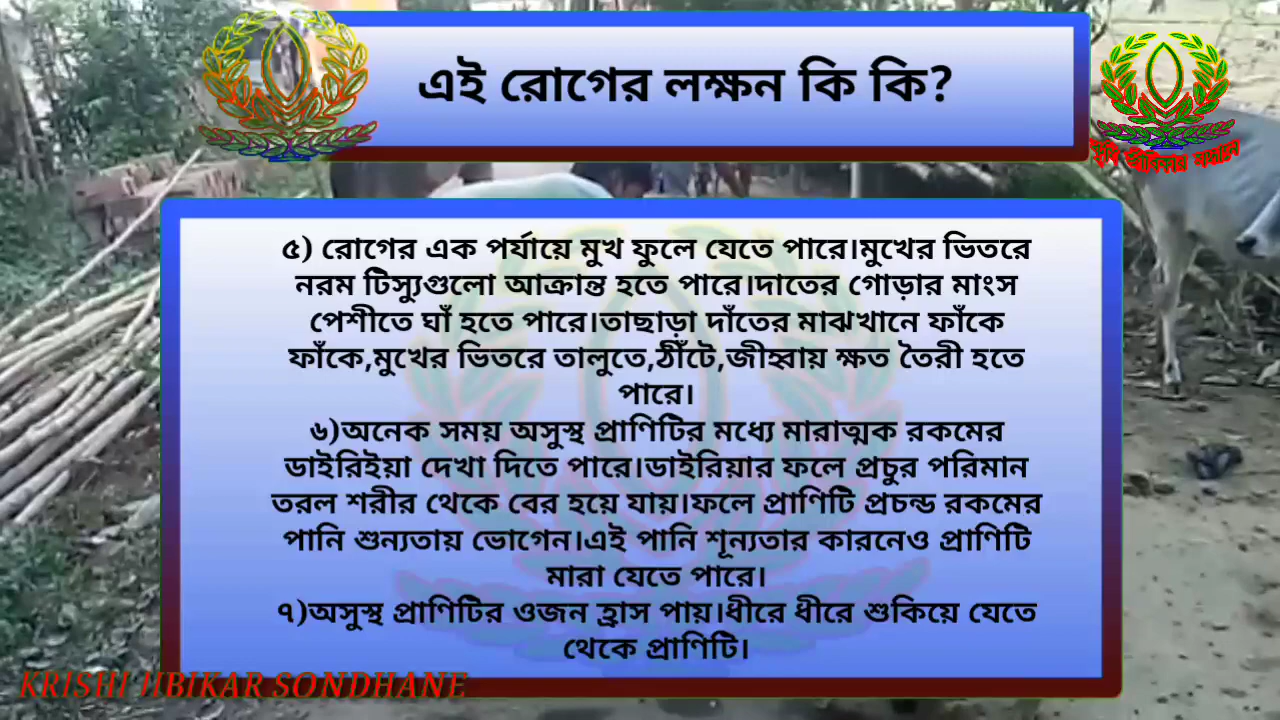 এই রোগের লক্ষন কি কি?
কৃষি জীবিকার সন্ধানে
৫) রোগের এক পর্যায়ে মুখ ফুলে যেতে পারে।মুখের ভিতরে
নরম টিস্যুগুলো আক্রান্ত হতে পারে।দাতের গোড়ার মাংস
পেশীতে ঘাঁ হতে পারে।তাছাড়া দাঁতের মাঝখানে ফাঁকে
ফাঁকে,মুখের ভিতরে তালুতে,ঠীঁটে,জীহ্বায় ক্ষত তৈরী হতে
পারে।
৬)অনেক সময় অসুস্থ প্রাণিটির মধ্যে মারাত্মক রকমের
ডাইরিইয়া দেখা দিতে পারে।ডাইরিয়ার ফলে প্রচুর পরিমান
তরল শরীর থেকে বের হয়ে যায়।ফলে প্রাণিটি প্রচন্ড রকমের
পানি শুন্যতায় ভোগেন।এই পানি শূন্যতার কারনেও প্রাণিটি
মারা যেতে পারে।
৭)অসুস্থ প্রাণিটির ওজন হ্রাস পায়।ধীরে ধীরে শুকিয়ে যেতে
থেকে প্রাণিটি।
KRISHI JIBIKAR SONDHANE